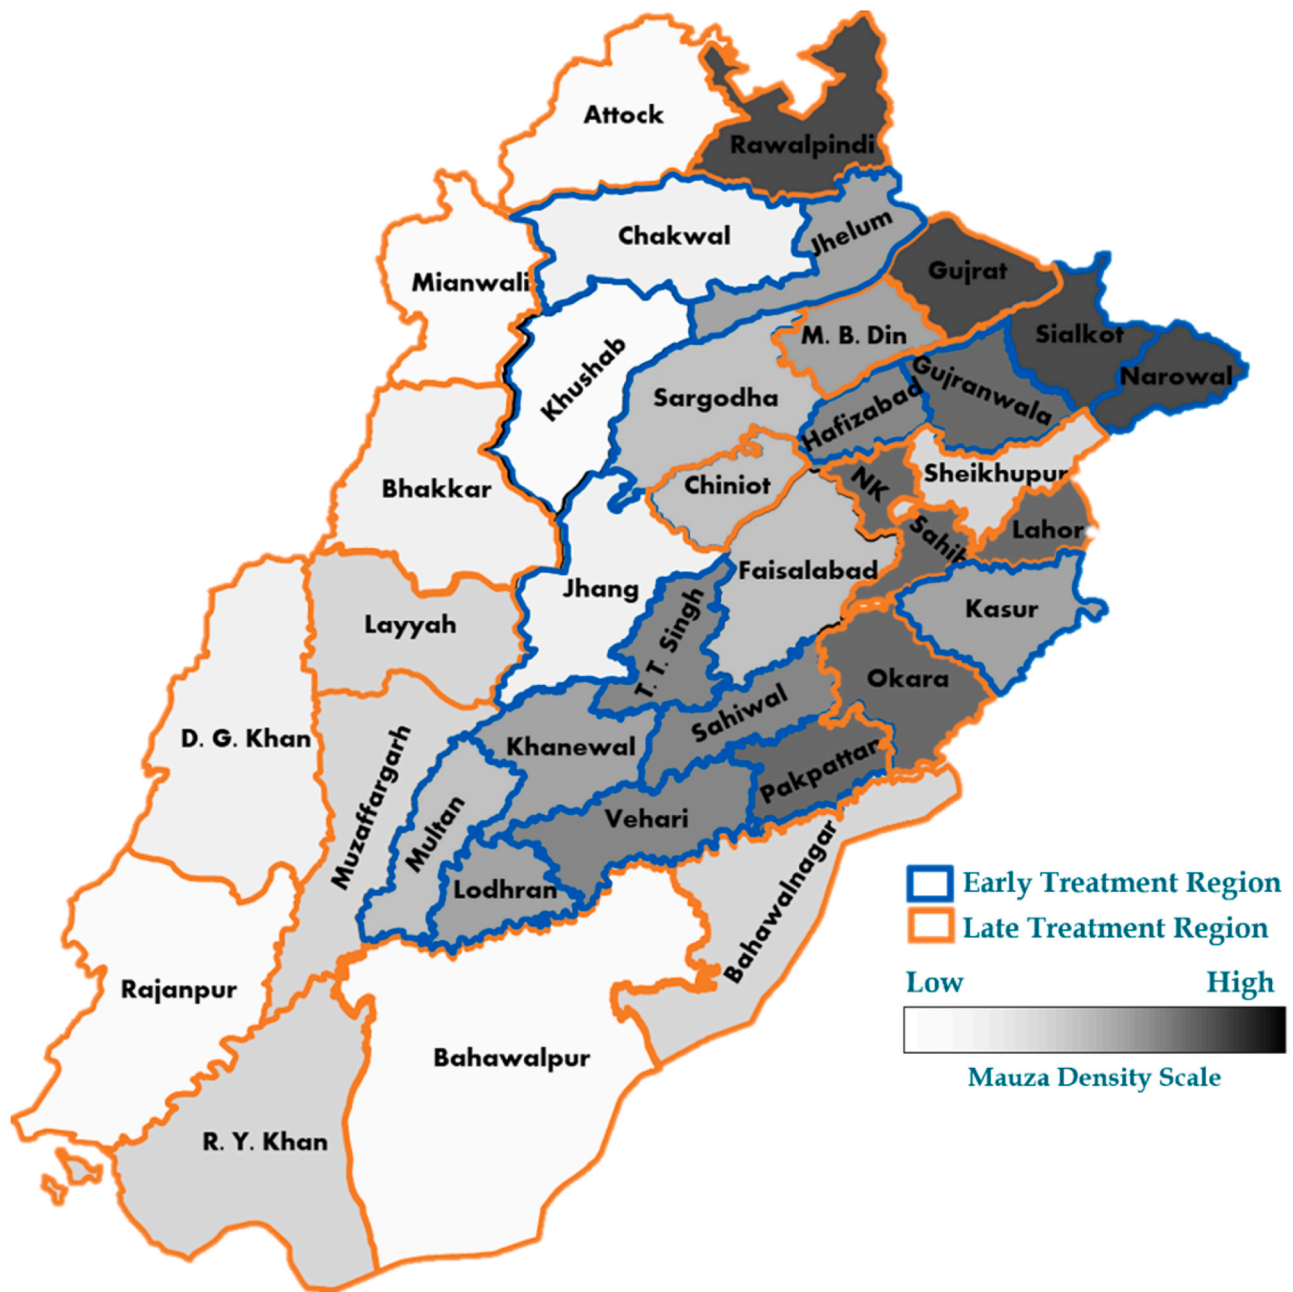 Attock
Rawalpindi
Chakwal
Jhelum
Mianwali
Gujrat
Khushab
M. B. Din
Sialkot
Narowal
Sargodha
Hafizabad
Gujranwala
Bhakkar
Chiniot
NK
Sheikhupur
Lahor
Sahik
Jhang
Faisalabad
Layyah
T. T. Singh
Kasur
Okara
D. G. Khan
Muzaffargarh
Khanewal
Sahiwal
Pakpattan
Multan
Vehari
Lodhran
Bahawalnagar
Early Treatment Region
Late Treatment Region
Rajanpur
Low High
Bahawalpur
Mauza Density Scale
R. Y. Khan